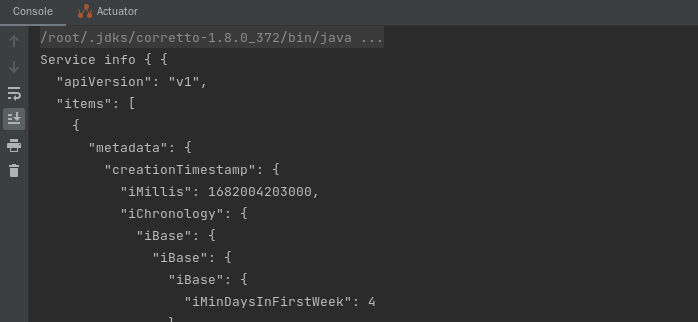 Console Actuator
/root/.jdks/corretto-1.8.0_372/bin/java ...
Service info { {
  "apiVersion": "v1",
  "items": [
    {
      "metadata": {
        "creationTimestamp": {
          "iMillis": 1682004203000,
          "iChronology": {
            "iBase": {
              "iBase": {
                "iBase": {
                  "iMinDaysInFirstWeek": 4
                }